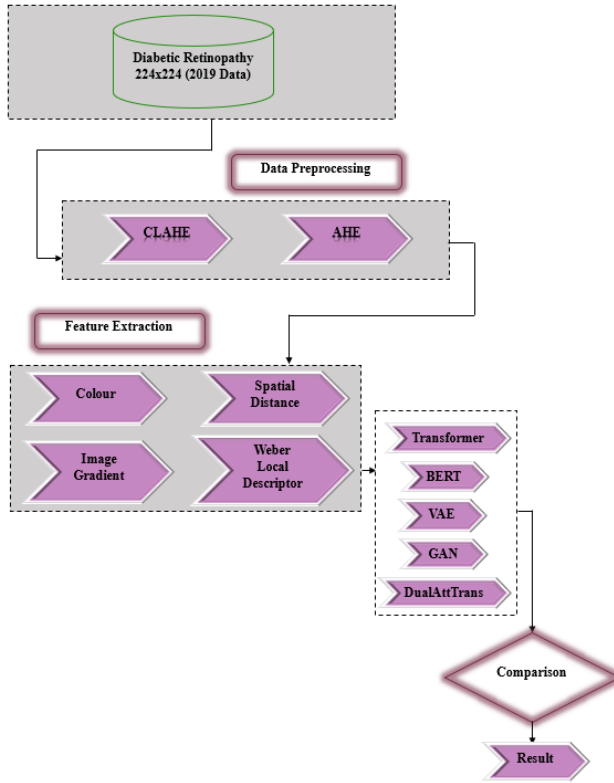 Diabetic Retinopathy
224x224 (2019 Data)
Data Preprocessing
CLAHE
AHE
Feature Extraction
Colour
Spatial
Distance
Image
Gradient
Weber
Local
Descriptor
Transformer
BERT
VAE
GAN
DualAttTrans
Comparison
Result